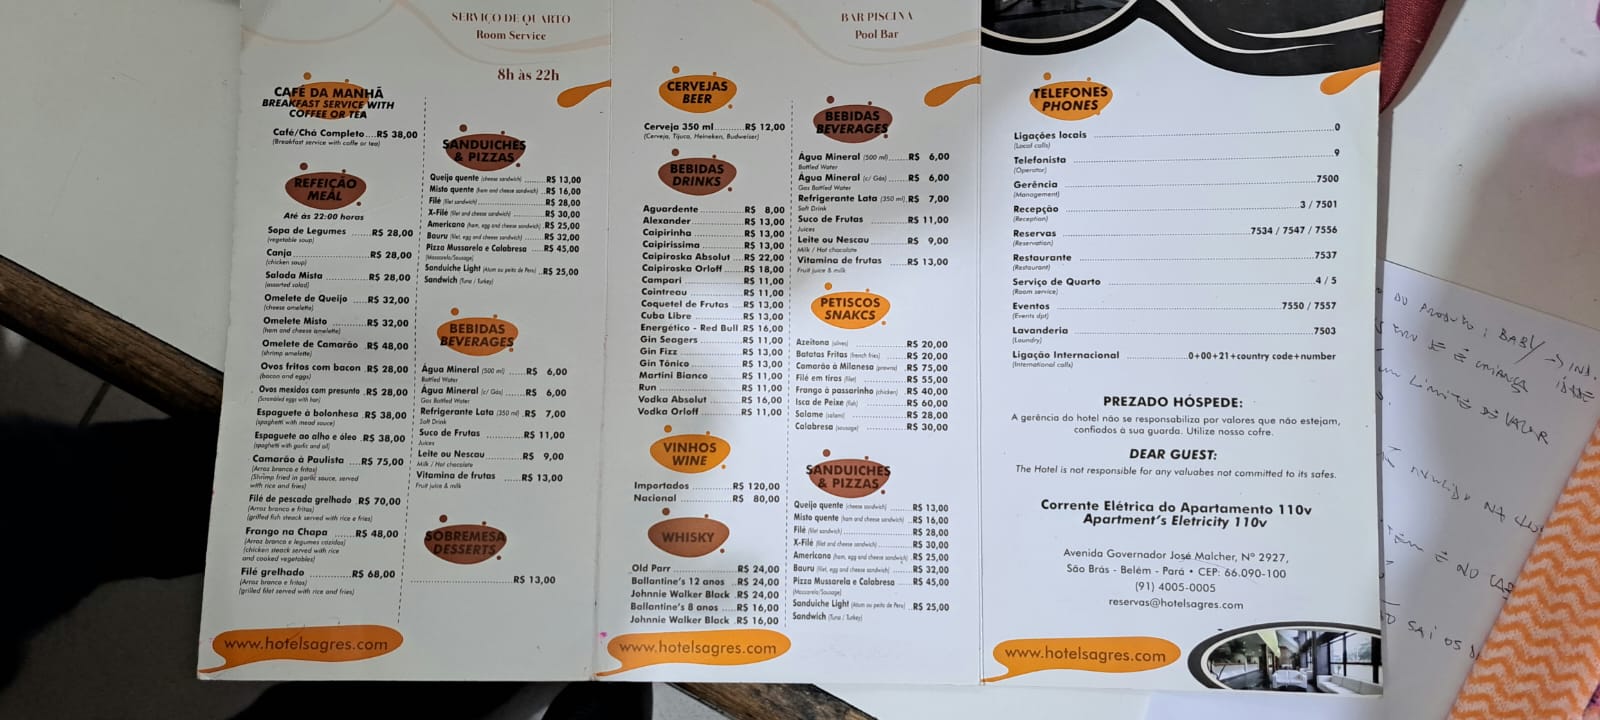 SERVIÇO DE QUARTO
Room Service
8h às 22h
CAFÉ DA MANHÃ
BREAKFAST SERVICE WITH
COFFEE OR TEA
Café/Chá Completo....R$ 38,00
(Breakfast service with coffe or tea)
REFEIÇÃO
MEAL
Até às 22:00 horas
Sopa de Legumes ........R$ 28,00
(vegetable soup)
Canja ........R$ 28,00
(chicken soup)
Salada Mista ........R$ 28,00
(assorted salad)
Omelete de Queijo ....R$ 32,00
(cheese omelette)
Omelete Misto ........R$ 32,00
(ham and cheese omelette)
Omelete de Camarão ..R$ 48,00
(shrimp omelette)
Ovos fritos com bacon .R$ 28,00
(bacon and eggs)
Ovos mexidos com presunto .R$ 28,00
(Scrambled eggs with ham)
Espaguete à bolonhesa .R$ 38,00
(spaghetti with mead sauce)
Espaguete ao alho e óleo .R$ 38,00
(spaghetti with garlic and oil)
Camarão à Paulista ....R$ 75,00
(Arroz branco e fritas)
(Shrimp fried in garlic sauce, served
with rice and fries)
Filé de pescada grelhado .R$ 70,00
(Arroz branco e fritas)
(grilled fish steack served with rice e fries)
Frango na Chapa ......R$ 48,00
(Arroz branco e legumes cozidos)
(chicken steack served with rice
and cooked vegetables)
Filé grelhado ............R$ 68,00
(Arroz branco e fritas)
(grilled filet served with rice and fries)
SANDUICHES
& PIZZAS
Queijo quente (cheese sandwich) ........R$ 13,00
Misto quente (ham and cheese sandwich) ..R$ 16,00
Filé (filet sandwich) ........R$ 28,00
X-Filé (filet and cheese sandwich) ........R$ 30,00
Americano (ham, egg and cheese sandwich) .R$ 25,00
Bauru (filet, egg and cheese sandwich) ....R$ 32,00
Pizza Mussarela e Calabresa ....R$ 45,00
(Mozzarela/Sausage)
Sanduiche Light (Atum ou peito de Peru) ..R$ 25,00
Sandwich (Tuna / Turkey)
BEBIDAS
BEVERAGES
Água Mineral (500 ml) ......R$ 6,00
Bottled Water
Água Mineral (c/ Gás) ......R$ 6,00
Gas Bottled Water
Refrigerante Lata (350 ml) .R$ 7,00
Soft Drink
Suco de Frutas ........R$ 11,00
Juices
Leite ou Nescau ........R$ 9,00
Milk / Hot chocolate
Vitamina de frutas .....R$ 13,00
Fruit juice & milk
SOBREMESA
DESSERTS
........................R$ 13,00
www.hotelsagres.com
BAR PISCINA
Pool Bar
CERVEJAS
BEER
Cerveja 350 ml..........R$ 12,00
(Cerveja, Tijuca, Heineken, Budweiser)
BEBIDAS
DRINKS
Aguardente ............R$ 8,00
Alexander ............R$ 13,00
Caipirinha ............R$ 13,00
Caipiríssima ..........R$ 13,00
Caipiroska Absolut ...R$ 22,00
Caipiroska Orloff ....R$ 18,00
Campari ..............R$ 11,00
Cointreau ............R$ 11,00
Coquetel de Frutas ...R$ 13,00
Cuba Libre ...........R$ 13,00
Energético - Red Bull .R$ 16,00
Gin Seagers ..........R$ 11,00
Gin Fizz .............R$ 13,00
Gin Tônico ...........R$ 13,00
Martini Bianco .......R$ 11,00
Run ..................R$ 11,00
Vodka Absolut ........R$ 16,00
Vodka Orloff .........R$ 11,00
VINHOS
WINE
Importados ............R$ 120,00
Nacional ..............R$ 80,00
WHISKY
Old Parr ..............R$ 24,00
Ballantine's 12 anos ..R$ 24,00
Johnnie Walker Black .R$ 24,00
Ballantine's 8 anos ....R$ 16,00
Johnnie Walker Black .R$ 16,00
BEBIDAS
BEVERAGES
Água Mineral (500 ml) ......R$ 6,00
Bottled Water
Água Mineral (c/ Gás) ......R$ 6,00
Gas Bottled Water
Refrigerante Lata (350 ml) .R$ 7,00
Soft Drink
Suco de Frutas ........R$ 11,00
Juices
Leite ou Nescau ........R$ 9,00
Milk / Hot chocolate
Vitamina de frutas .....R$ 13,00
Fruit juice & milk
PETISCOS
SNAKCS
Azeitona (olives) ..........R$ 20,00
Batatas Fritas (french fries) ....R$ 20,00
Camarão à Milanesa (prawns) ..R$ 75,00
Filé em tiras (filet) ..........R$ 55,00
Frango à passarinho (chicken) ..R$ 40,00
Isca de Peixe (fish) ..........R$ 60,00
Salame (salami) ..........R$ 28,00
Calabresa (sausage) ..........R$ 30,00
SANDUICHES
& PIZZAS
Queijo quente (cheese sandwich) ........R$ 13,00
Misto quente (ham and cheese sandwich) ..R$ 16,00
Filé (filet sandwich) ........R$ 28,00
X-Filé (filet and cheese sandwich) ........R$ 30,00
Americano (ham, egg and cheese sandwich) .R$ 25,00
Bauru (filet, egg and cheese sandwich) ....R$ 32,00
Pizza Mussarela e Calabresa ....R$ 45,00
(Mozzarela/Sausage)
Sanduiche Light (Atum ou peito de Peru) ..R$ 25,00
Sandwich (Tuna / Turkey)
www.hotelsagres.com
TELEFONES
PHONES
Ligações locais ........0
(Local calls)
Telefonista ........9
(Operator)
Gerência ........7500
(Management)
Recepção ........3 / 7501
(Reception)
Reservas ........7534 / 7547 / 7556
(Reservation)
Restaurante ........7537
(Restaurant)
Serviço de Quarto ........4 / 5
(Room service)
Eventos ........7550 / 7557
(Events dpt)
Lavanderia ........7503
(Loundry)
Ligação Internacional ........0+00+21+country code+number
(International calls)
PREZADO HÓSPEDE:
A gerência do hotel não se responsabiliza por valores que não estejam,
confiados à sua guarda. Utilize nosso cofre.
DEAR GUEST:
The Hotel is not responsible for any valuabes not committed to its safes.
Corrente Elétrica do Apartamento 110v
Apartment's Eletricity 110v
Avenida Governador José Malcher, Nº 2927,
São Brás - Belém - Pará • CEP: 66.090-100
(91) 4005-0005
reservas@hotelsagres.com
www.hotelsagres.com
DO PRODUTO: BABY
É CRIANÇA
LIMITE DO VALOR
NA
É NO
SAI OS